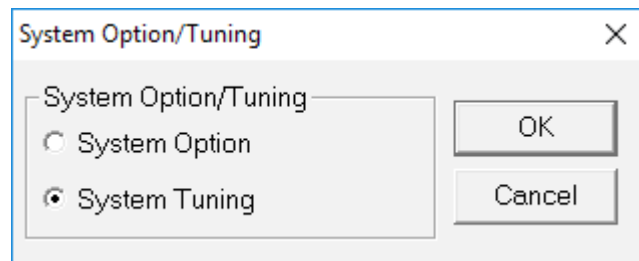 System Option/Tuning
System Option/Tuning
System Option
System Tuning
OK
Cancel